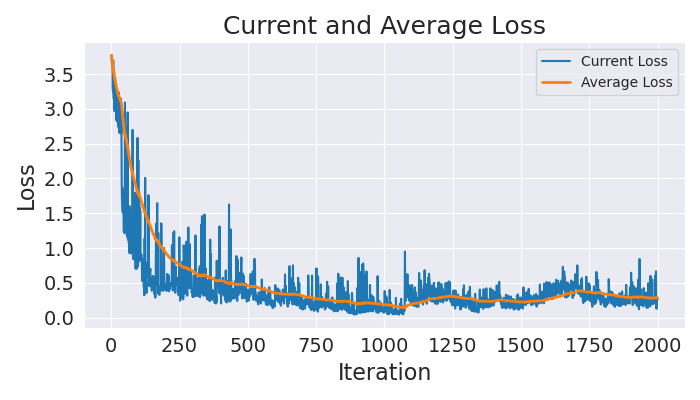 Current and Average Loss
Current Loss
Average Loss
Loss
3.5
3.0
2.5
2.0
1.5
1.0
0.5
0.0
0 250 500 750 1000 1250 1500 1750 2000
Iteration